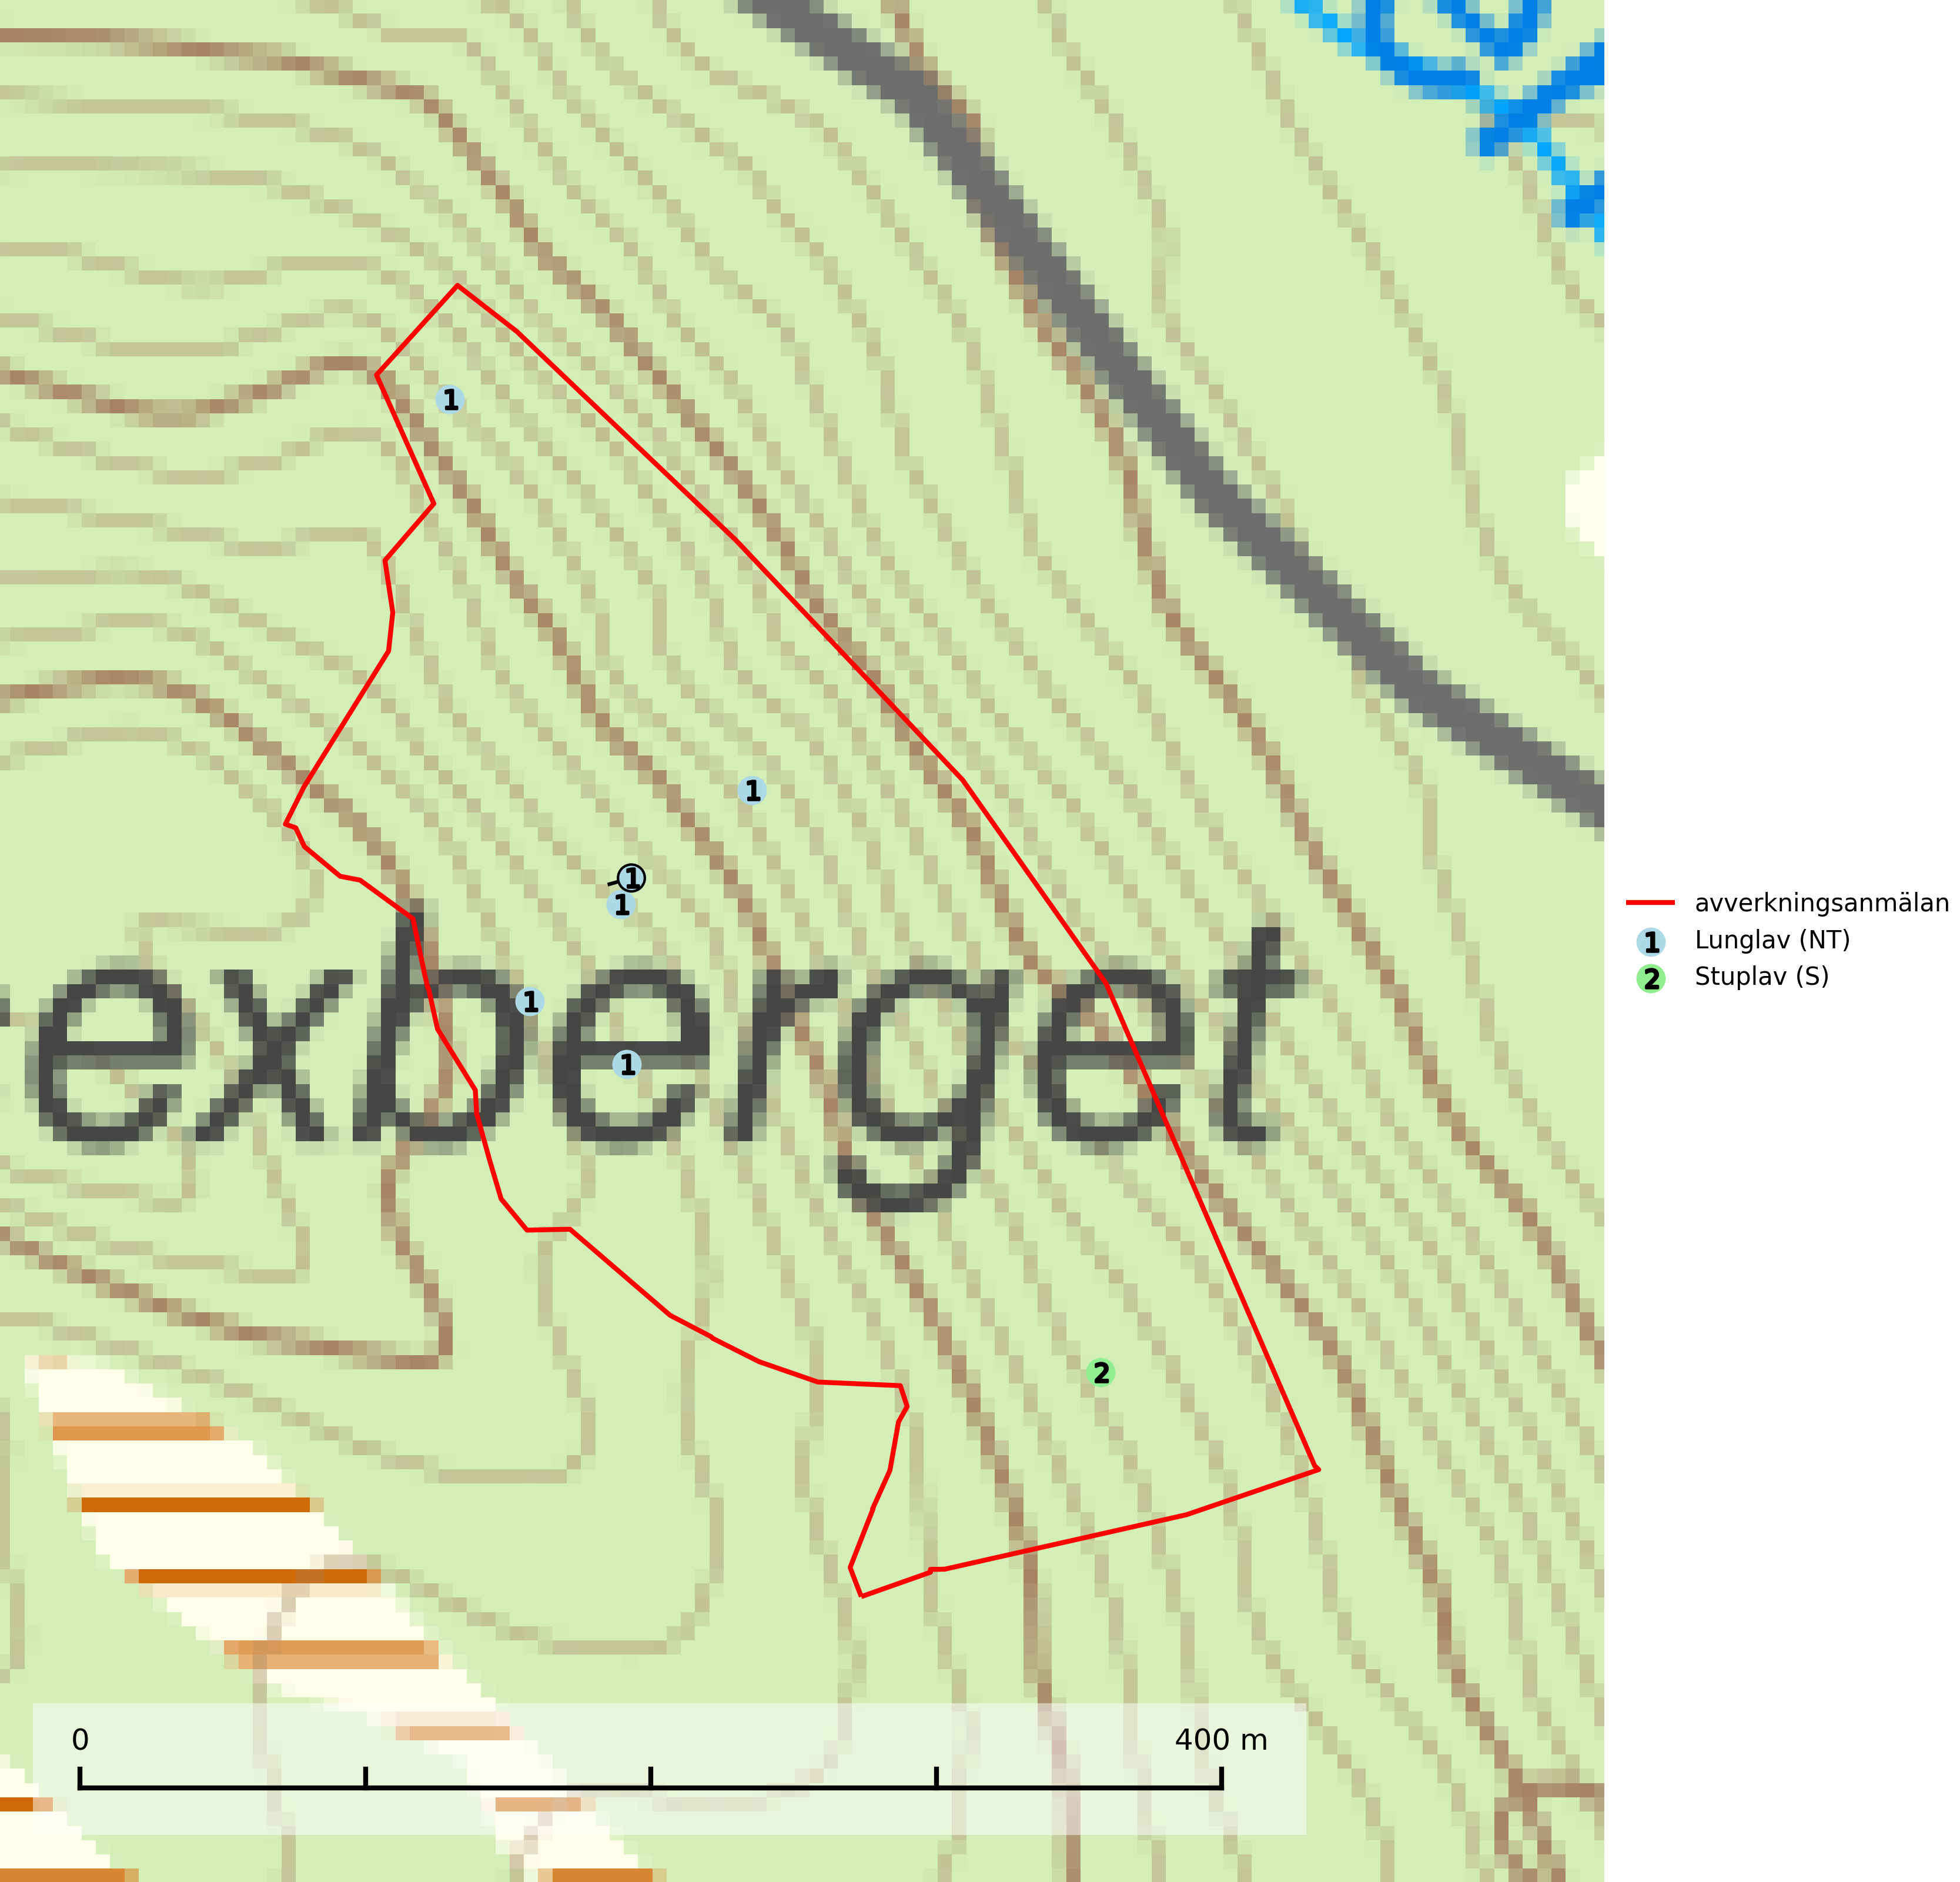 1
1
1
1
1
exberget
1
2
0 400 m
avverkningsanmälan
1 Lunglav (NT)
2 Stuplav (S)